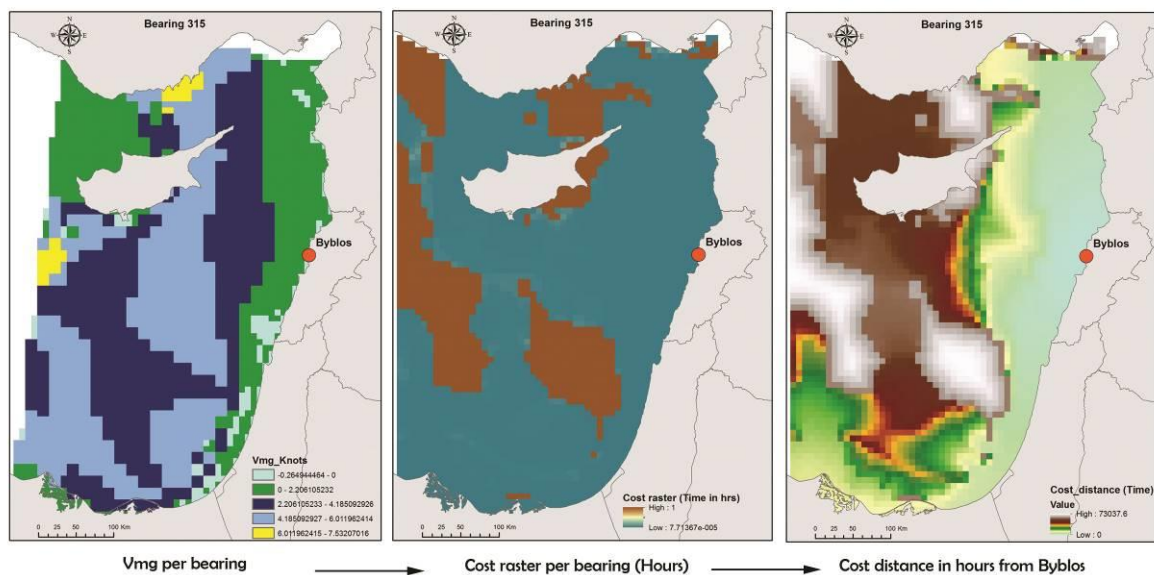 Bearing 315
N
W E
S
Byblos
Vmg_Knots
-0.264944464 - 0
0 - 2.206105232
2.206105233 - 4.185092926
4.185092927 - 6.011962414
6.011962415 - 7.53207016
0 25 50 100 Km
Bearing 315
N
W E
S
Byblos
Cost raster (Time in hrs)
High : 1
Low : 7.71367e-005
0 25 50 100 Km
Bearing 315
N
W E
S
Byblos
Cost_distance (Time)
Value
High : 73037.6
Low : 0
0 25 50 100 Km
Vmg per bearing
Cost raster per bearing (Hours)
Cost distance in hours from Byblos